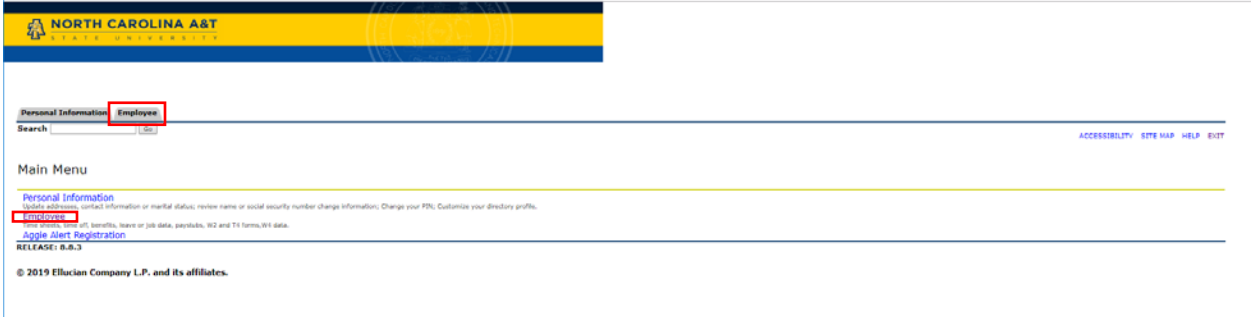 NORTH CAROLINA A&T
STATE UNIVERSITY
Personal Information Employee
Search Go
ACCESSIBILITY SITE MAP HELP EXIT
Main Menu
Personal Information
Update addresses, contact information or marital status; review name or social security number change information; Change your PIN; Customize your directory profile.
Employee
Time sheets, time off, benefits, leave or job data, paystubs, W2 and T4 forms,W4 data.
Aggie Alert Registration
RELEASE: 8.8.3
© 2019 Ellucian Company L.P. and its affiliates.